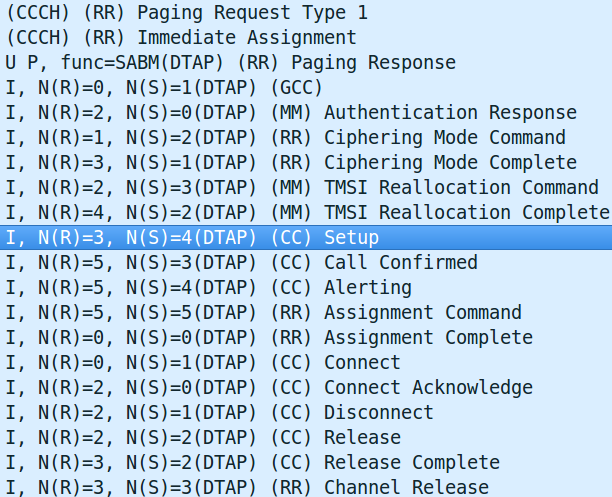 (CCCH) (RR) Paging Request Type 1
(CCCH) (RR) Immediate Assignment
U P, func=SABM(DTAP) (RR) Paging Response
I, N(R)=0, N(S)=1(DTAP) (GCC)
I, N(R)=2, N(S)=0(DTAP) (MM) Authentication Response
I, N(R)=1, N(S)=2(DTAP) (RR) Ciphering Mode Command
I, N(R)=3, N(S)=1(DTAP) (RR) Ciphering Mode Complete
I, N(R)=2, N(S)=3(DTAP) (MM) TMSI Reallocation Command
I, N(R)=4, N(S)=2(DTAP) (MM) TMSI Reallocation Complete
I, N(R)=3, N(S)=4(DTAP) (CC) Setup
I, N(R)=5, N(S)=3(DTAP) (CC) Call Confirmed
I, N(R)=5, N(S)=4(DTAP) (CC) Alerting
I, N(R)=5, N(S)=5(DTAP) (RR) Assignment Command
I, N(R)=0, N(S)=0(DTAP) (RR) Assignment Complete
I, N(R)=0, N(S)=1(DTAP) (CC) Connect
I, N(R)=2, N(S)=0(DTAP) (CC) Connect Acknowledge
I, N(R)=2, N(S)=1(DTAP) (CC) Disconnect
I, N(R)=2, N(S)=2(DTAP) (CC) Release
I, N(R)=3, N(S)=2(DTAP) (CC) Release Complete
I, N(R)=3, N(S)=3(DTAP) (RR) Channel Release